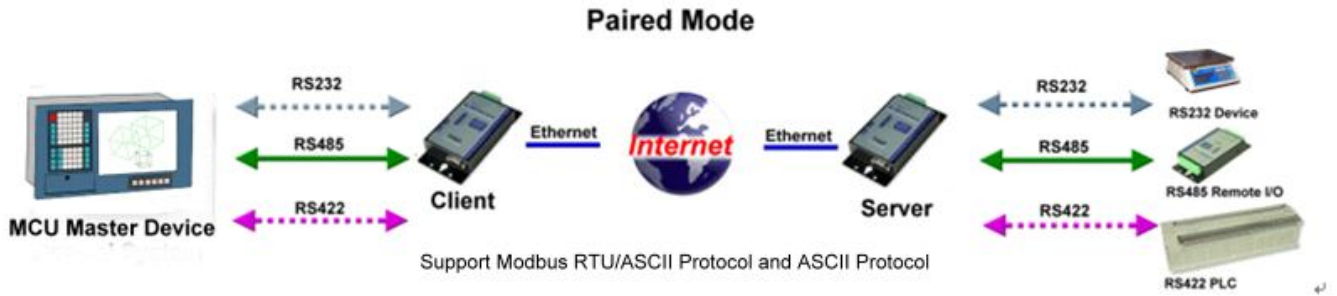 Paired Mode
RS232
RS485
RS422
MCU Master Device
Client
Ethernet
Internet
Ethernet
Server
RS232
RS485
RS422
RS232 Device
RS485 Remote I/O
RS422 PLC
Support Modbus RTU/ASCII Protocol and ASCII Protocol